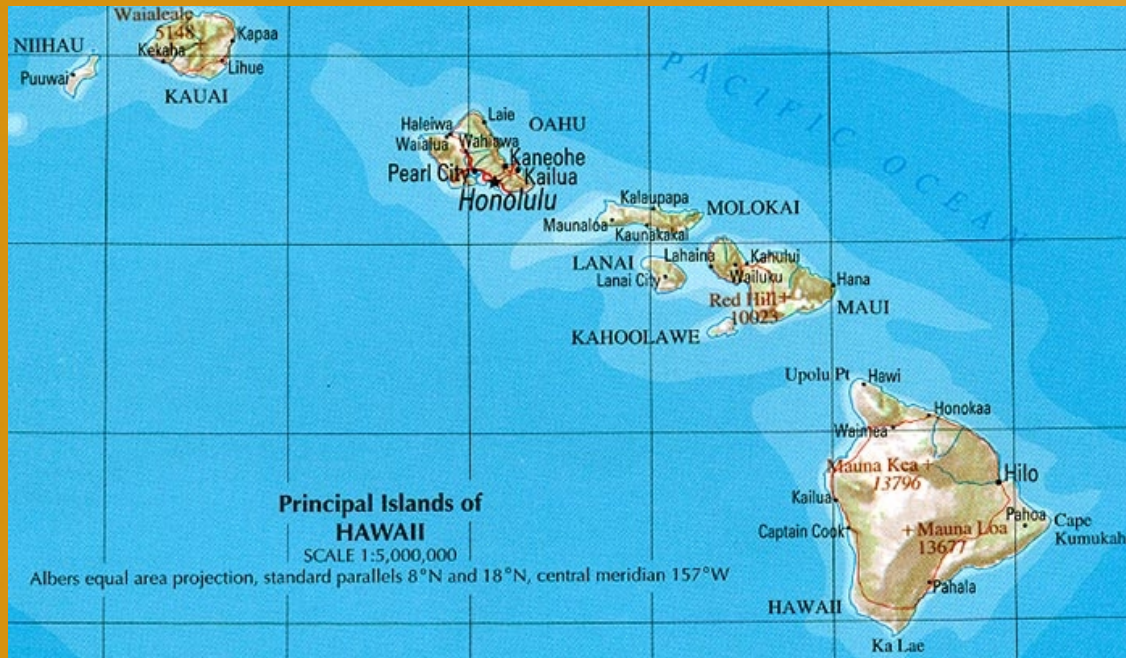 Waialeale
5148
NIIHAU
Kapaa
Kekaha
Puuwai
Lihue
KAUAI
Laie
Haleiwa
OAHU
Waialua
Wahiawa
Kaneohe
Pearl City
Kailua
Honolulu
PACIFIC OCEAN
Kalaupapa
MOLOKAI
Maunaloa
Kaunakakai
Lahaina
Kahului
LANAI
Wailuku
Lanai City
Hana
Red Hill
10023
MAUI
KAHOOLAWE
Upolu Pt
Hawi
Honokaa
Waimea
Mauna Kea
13796
Hilo
Kailua
Pahoa
Cape
Kumukah
Captain Cook
Mauna Loa
13677
Pahala
HAWAII
Ka Lae
Principal Islands of
HAWAII
SCALE 1:5,000,000
Albers equal area projection, standard parallels 8°N and 18°N, central meridian 157°W